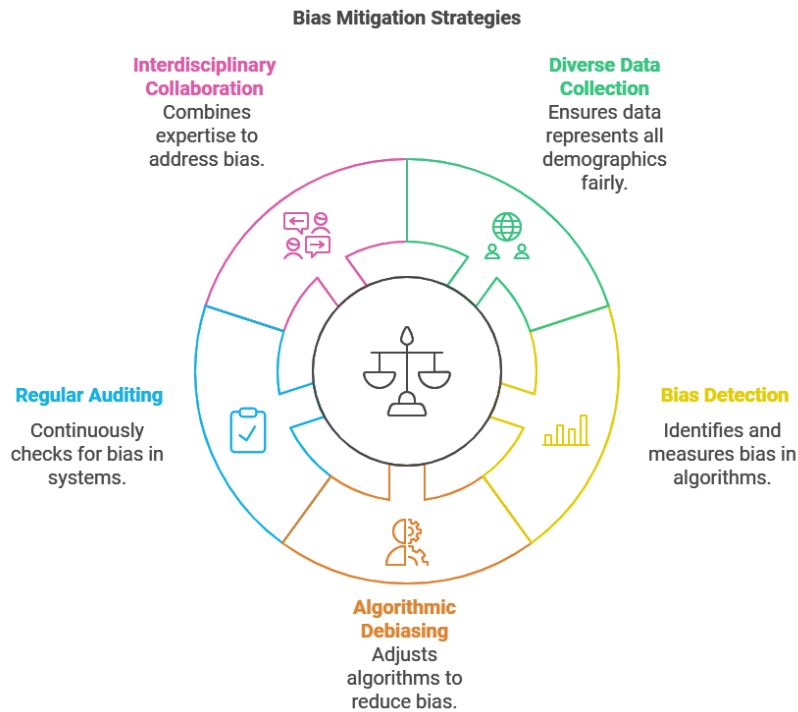 Bias Mitigation Strategies
Interdisciplinary
Collaboration
Combines
expertise to
address bias.
Diverse Data
Collection
Ensures data
represents all
demographics
fairly.
Regular Auditing
Continuously
checks for bias in
systems.
Bias Detection
Identifies and
measures bias in
algorithms.
Algorithmic
Debiasing
Adjusts
algorithms to
reduce bias.